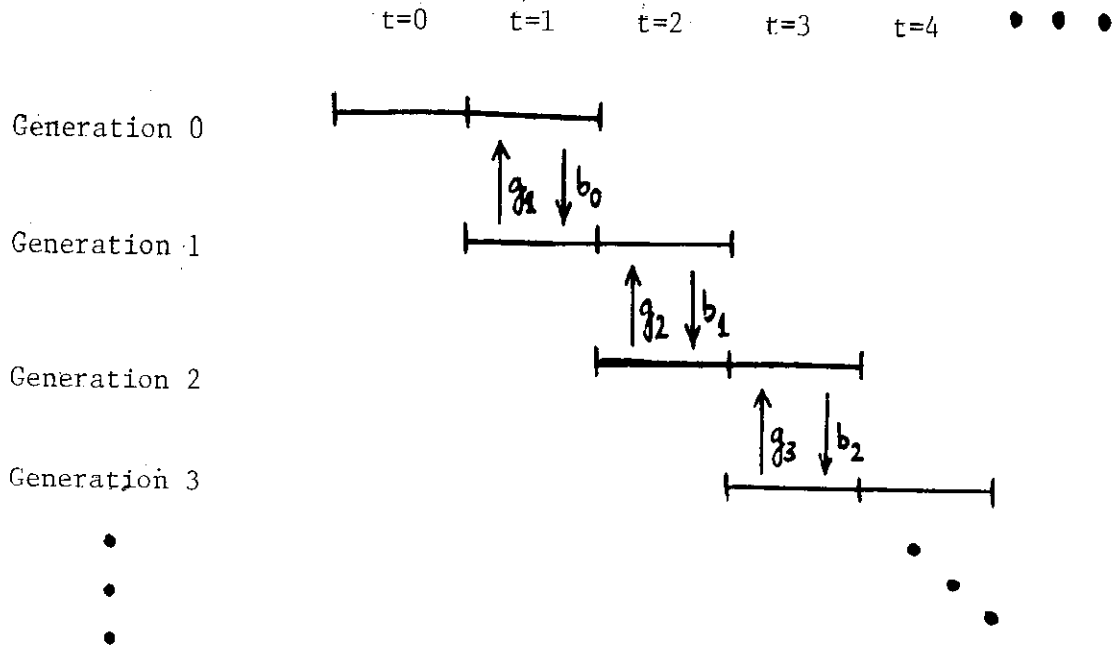 t=0 t=1 t=2 t=3 t=4
Generation 0
g1 b0
Generation 1
g2 b1
Generation 2
g3 b2
Generation 3